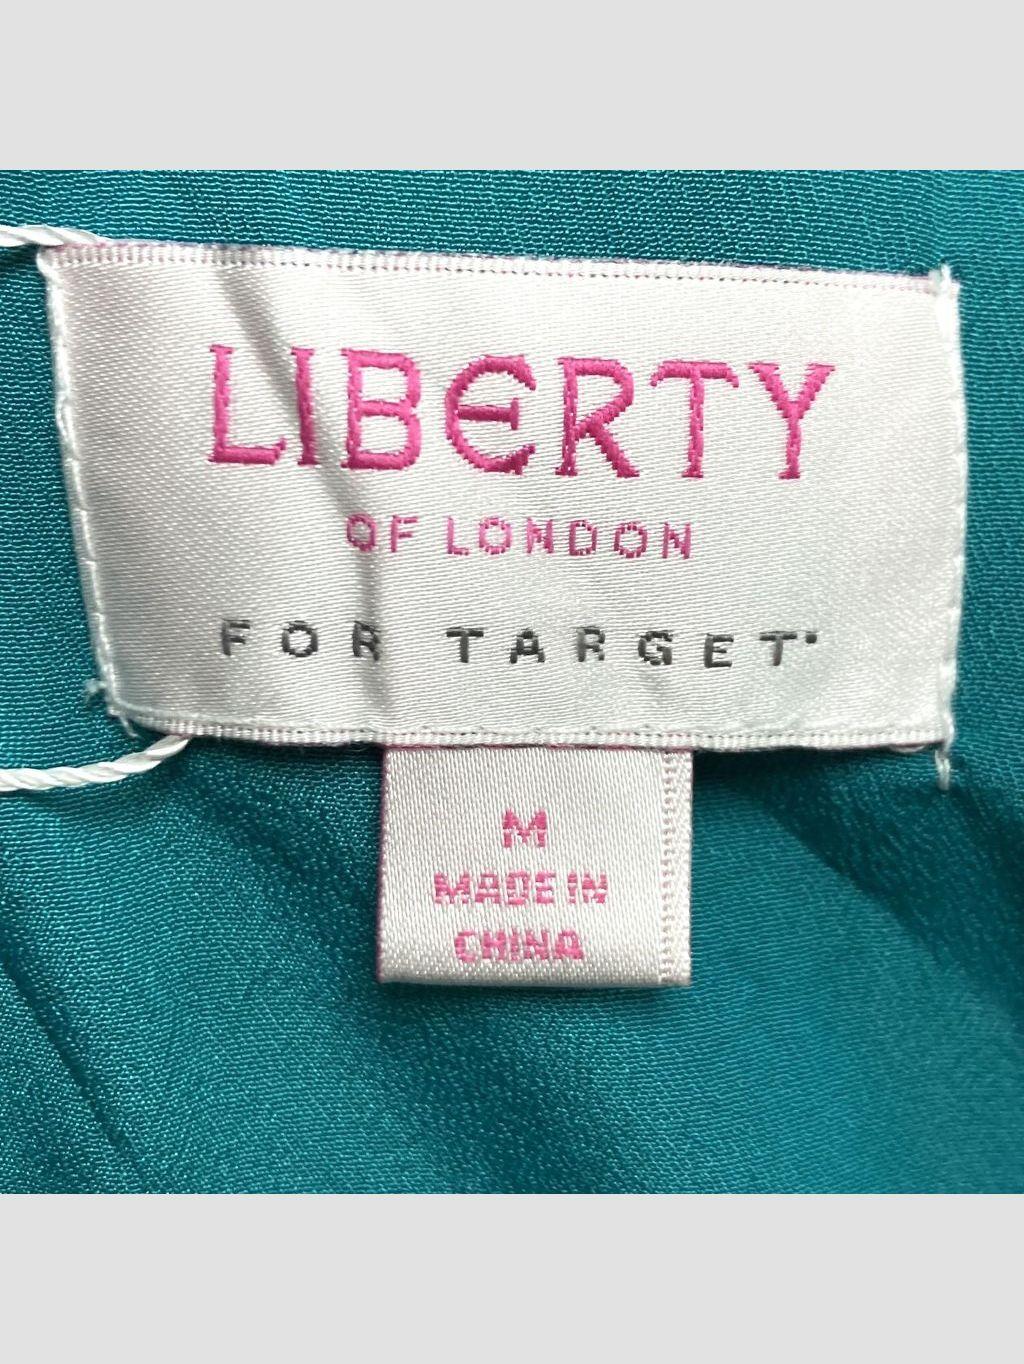 LIBERTY
OF LONDON
FOR TARGET
M
MADE IN
CHINA